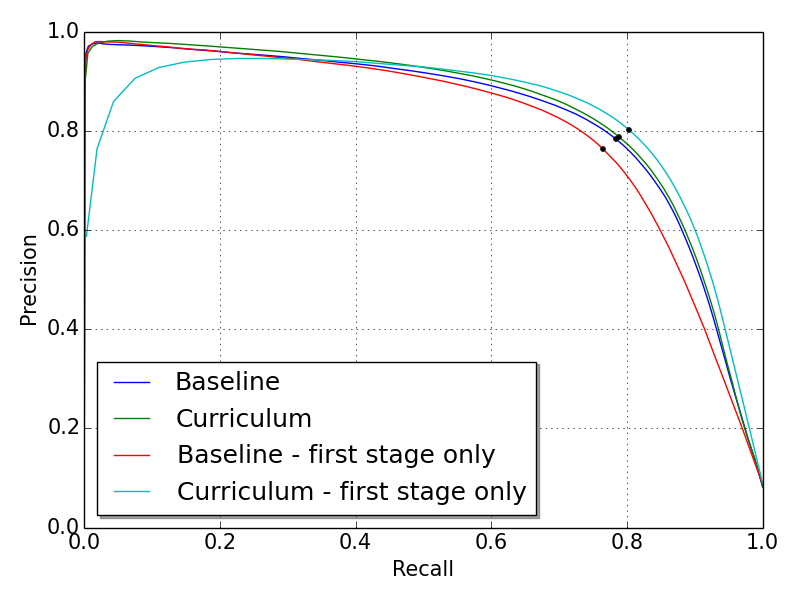 1.0
0.8
0.6
0.4
0.2
0.0
Precision
Baseline
Curriculum
Baseline - first stage only
Curriculum - first stage only
0.0 0.2 0.4 0.6 0.8 1.0
Recall